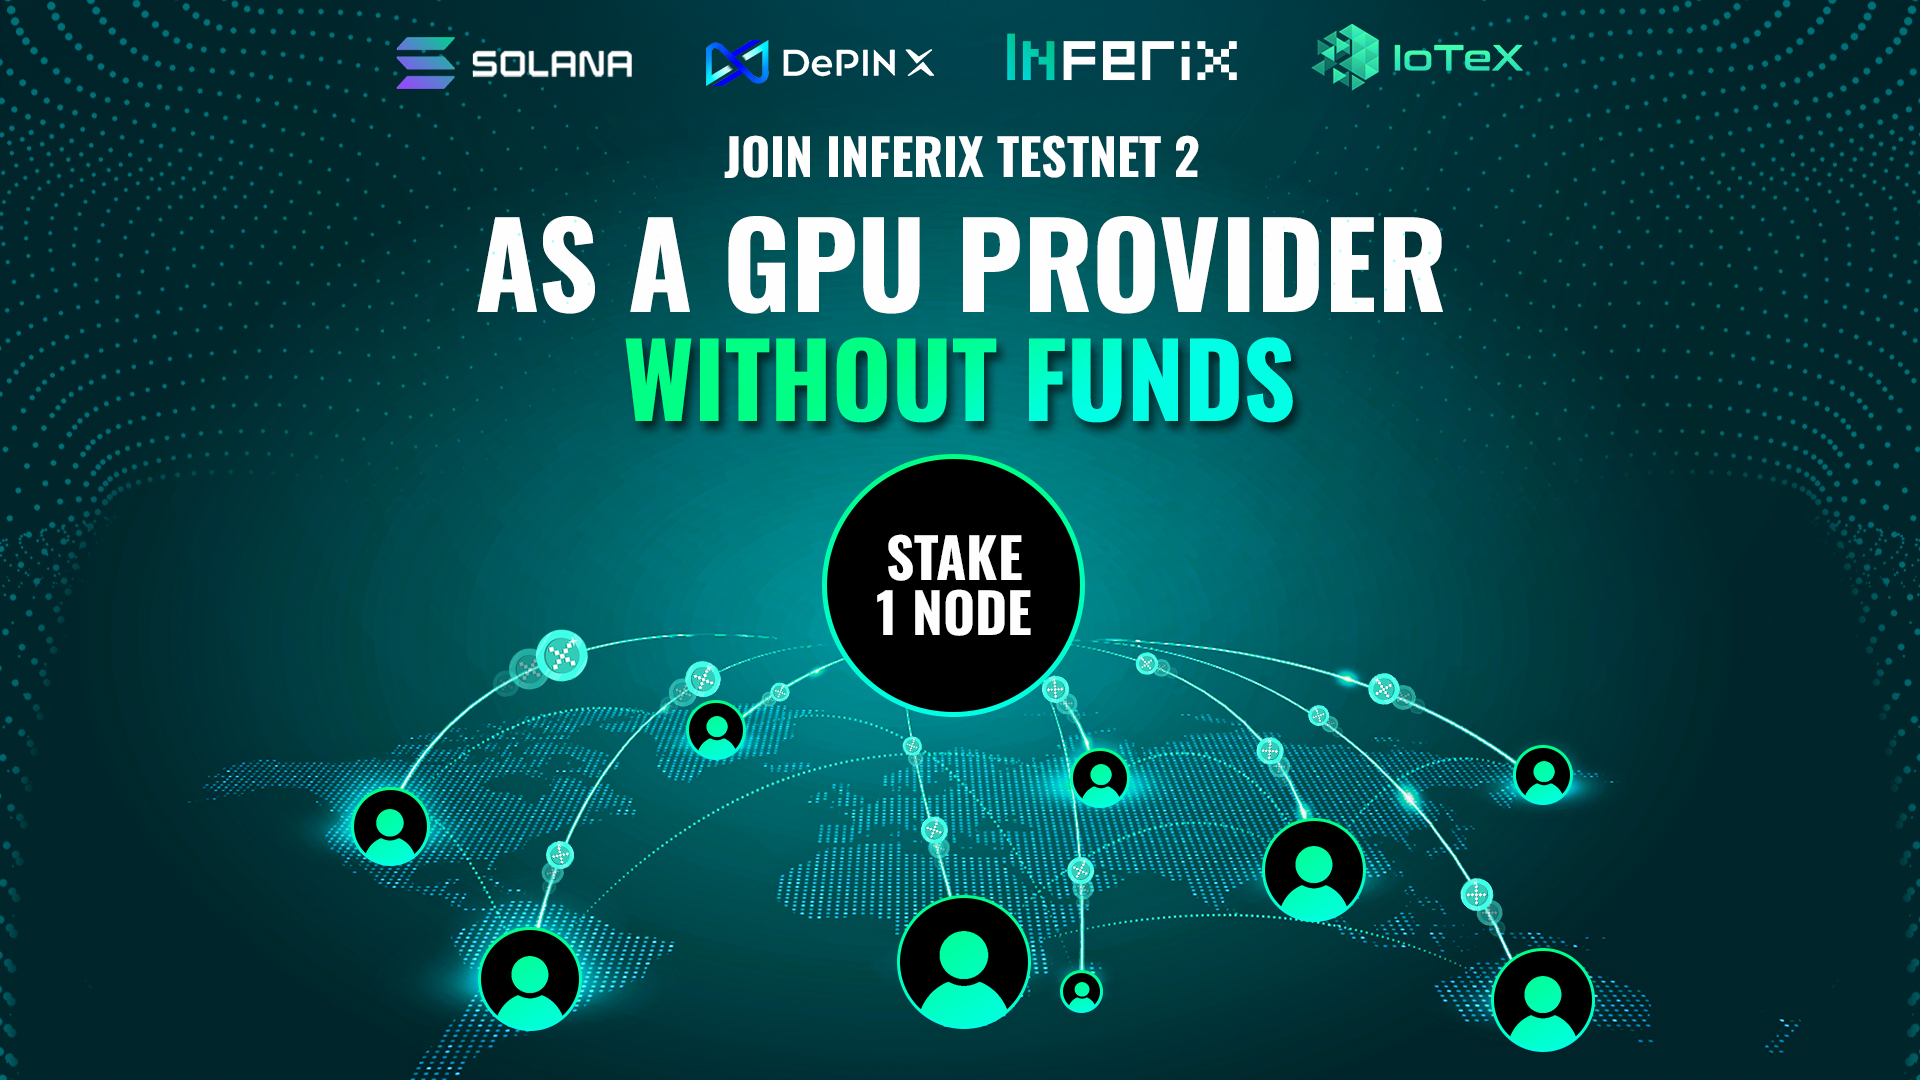 SOLANA
DePIN X
INFERIX
IoTeX
JOIN INFERIX TESTNET 2
AS A GPU PROVIDER
WITHOUT FUNDS
STAKE
1 NODE